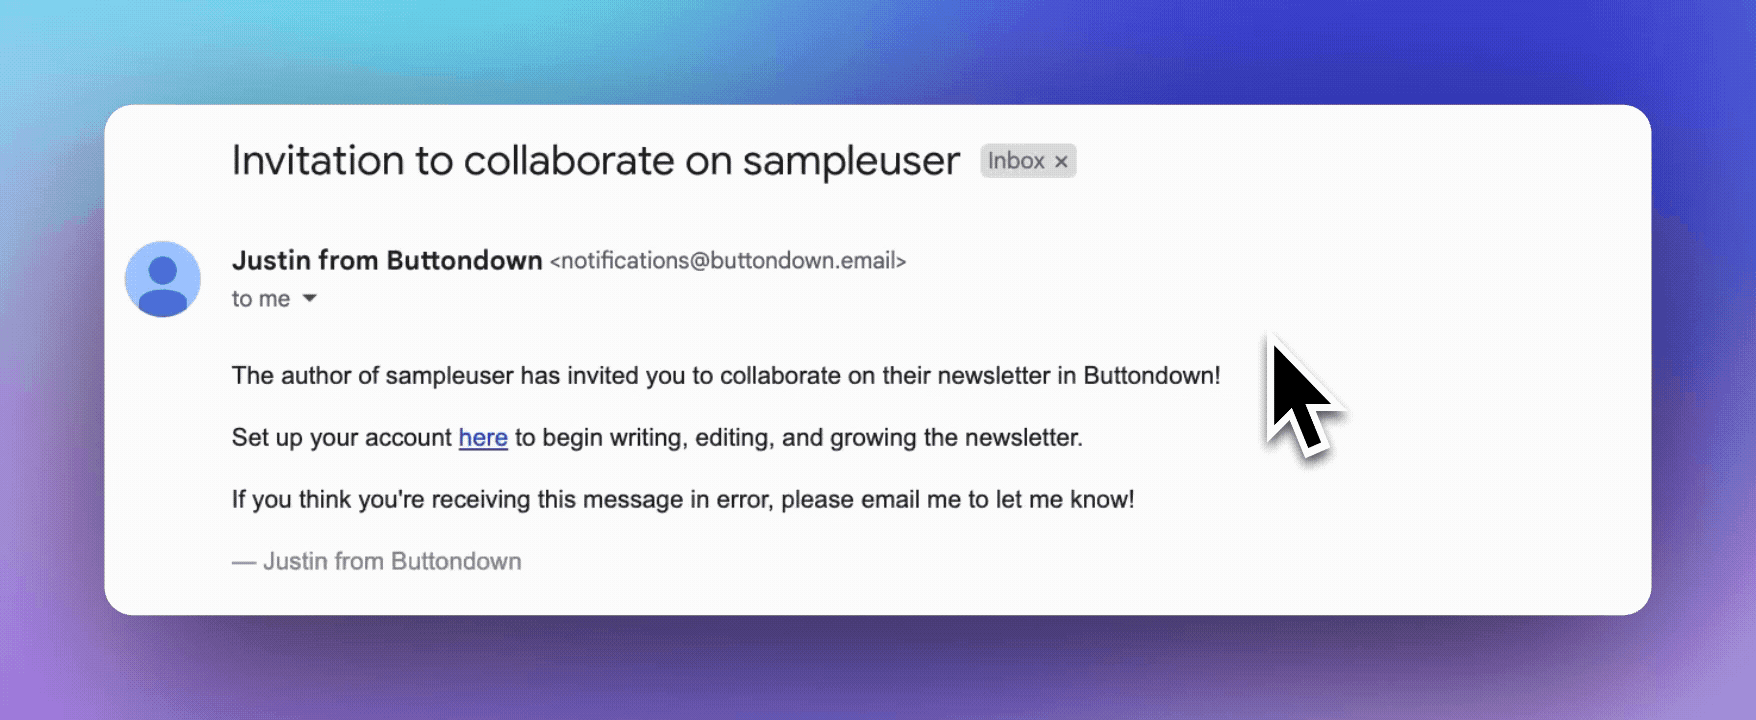 Invitation to collaborate on sampleuser Inbox ×
Justin from Buttondown <notifications@buttondown.email>
to me
The author of sampleuser has invited you to collaborate on their newsletter in Buttondown!
Set up your account here to begin writing, editing, and growing the newsletter.
If you think you're receiving this message in error, please email me to let me know!
— Justin from Buttondown